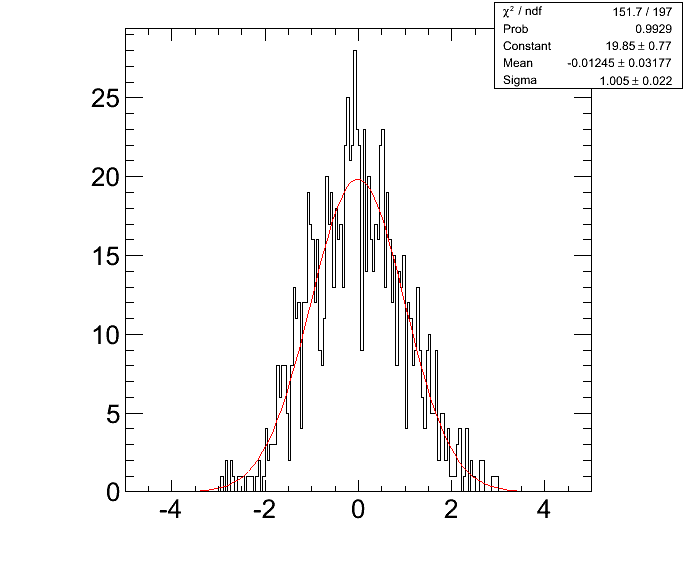 χ² / ndf 151.7 / 197
Prob 0.9929
Constant 19.85 ± 0.77
Mean -0.01245 ± 0.03177
Sigma 1.005 ± 0.022
25
20
15
10
5
0
-4 -2 0 2 4